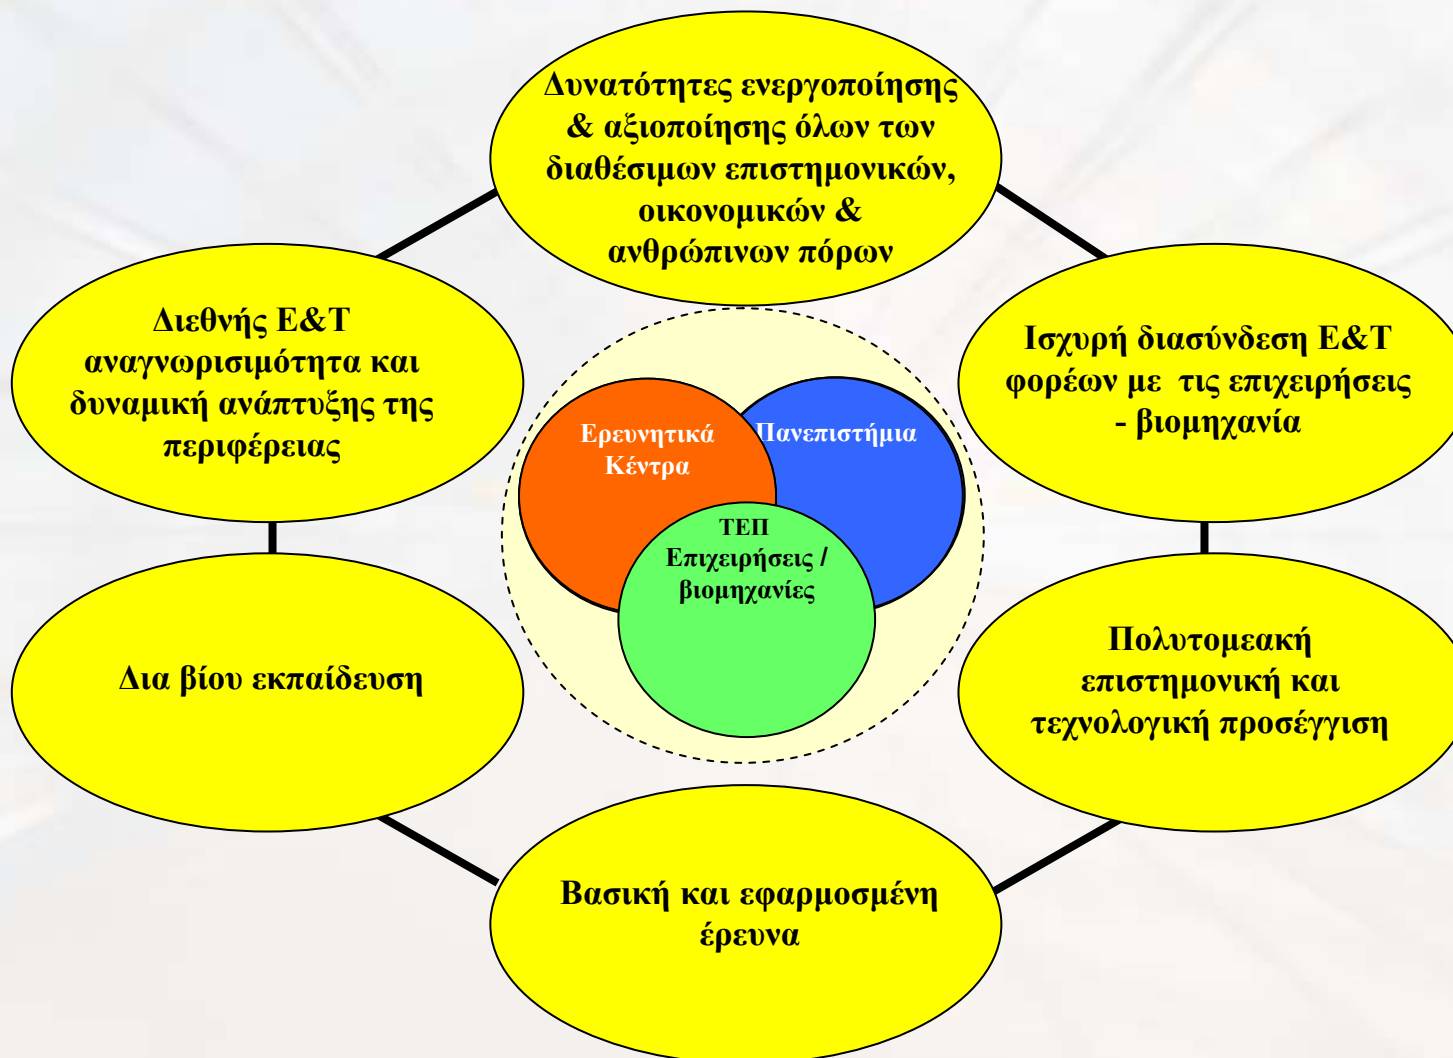 Δυνατότητες ενεργοποίησης
& αξιοποίησης όλων των
διαθέσιμων επιστημονικών,
οικονομικών &
ανθρώπινων πόρων
Διεθνής Ε&Τ
αναγνωρισιμότητα και
δυναμική ανάπτυξης της
περιφέρειας
Ισχυρή διασύνδεση Ε&Τ
φορέων με τις επιχειρήσεις
- βιομηχανία
Ερευνητικά
Κέντρα
Πανεπιστήμια
ΤΕΠ
Επιχειρήσεις /
βιομηχανίες
Δια βίου εκπαίδευση
Πολυτομεακή
επιστημονική και
τεχνολογική προσέγγιση
Βασική και εφαρμοσμένη
έρευνα